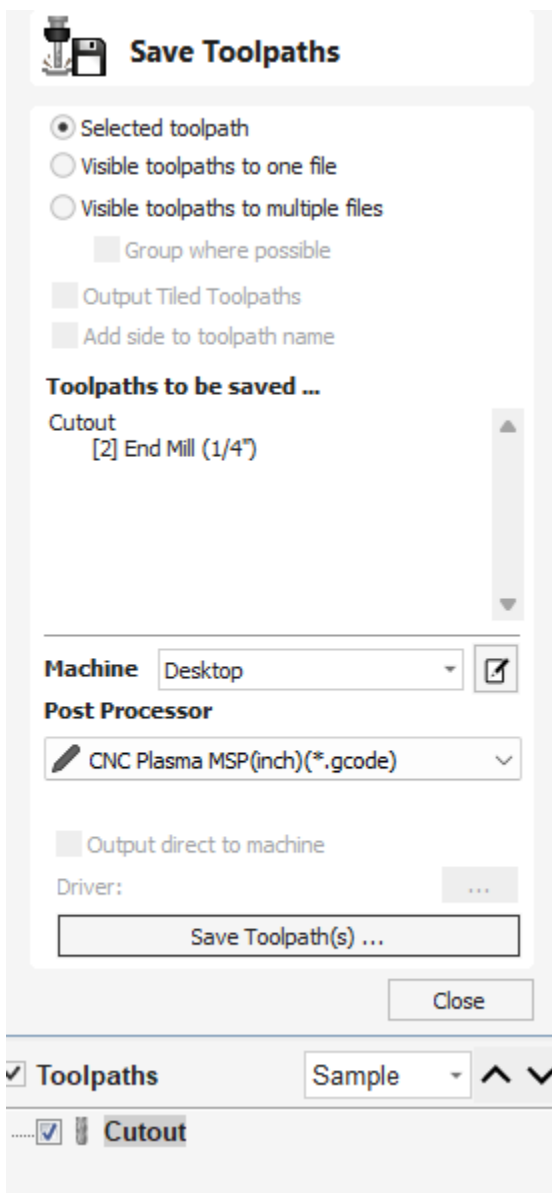 Save Toolpaths
Selected toolpath
Visible toolpaths to one file
Visible toolpaths to multiple files
Group where possible
Output Tiled Toolpaths
Add side to toolpath name
Toolpaths to be saved ...
Cutout
[2] End Mill (1/4")
Machine Desktop
Post Processor
CNC Plasma MSP(inch)(*.gcode)
Output direct to machine
Driver: ...
Save Toolpath(s) ...
Close
Toolpaths Sample
Cutout